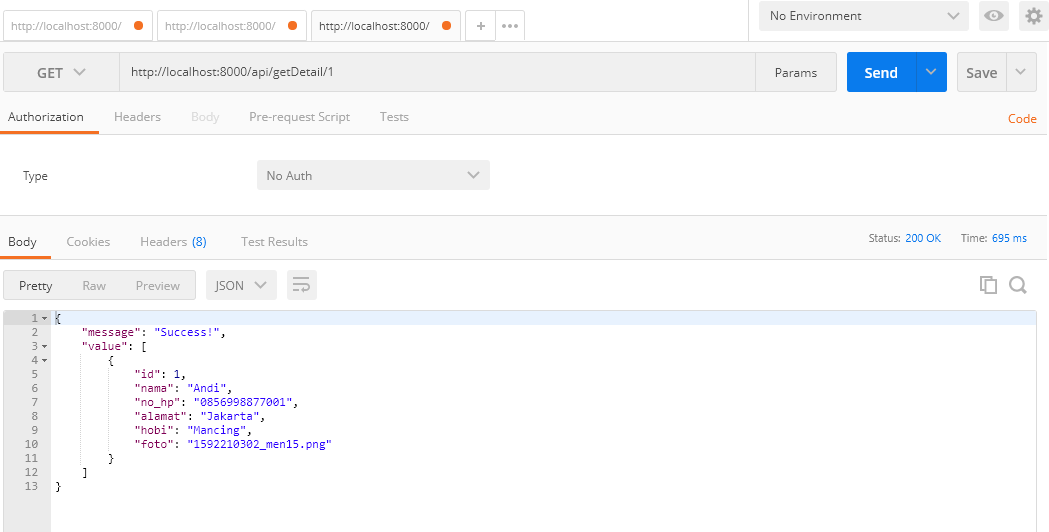 http://localhost:8000/ http://localhost:8000/ http://localhost:8000/ + ••• No Environment
GET http://localhost:8000/api/getDetail/1 Params Send Save
Authorization Headers Body Pre-request Script Tests Code
Type No Auth
Body Cookies Headers (8) Test Results Status: 200 OK Time: 695 ms
Pretty Raw Preview JSON
1 {
2 "message": "Success!",
3 "value": [
4 {
5 "id": 1,
6 "nama": "Andi",
7 "no_hp": "0856998877001",
8 "alamat": "Jakarta",
9 "hobi": "Mancing",
10 "foto": "1592210302_men15.png"
11 }
12 ]
13 }